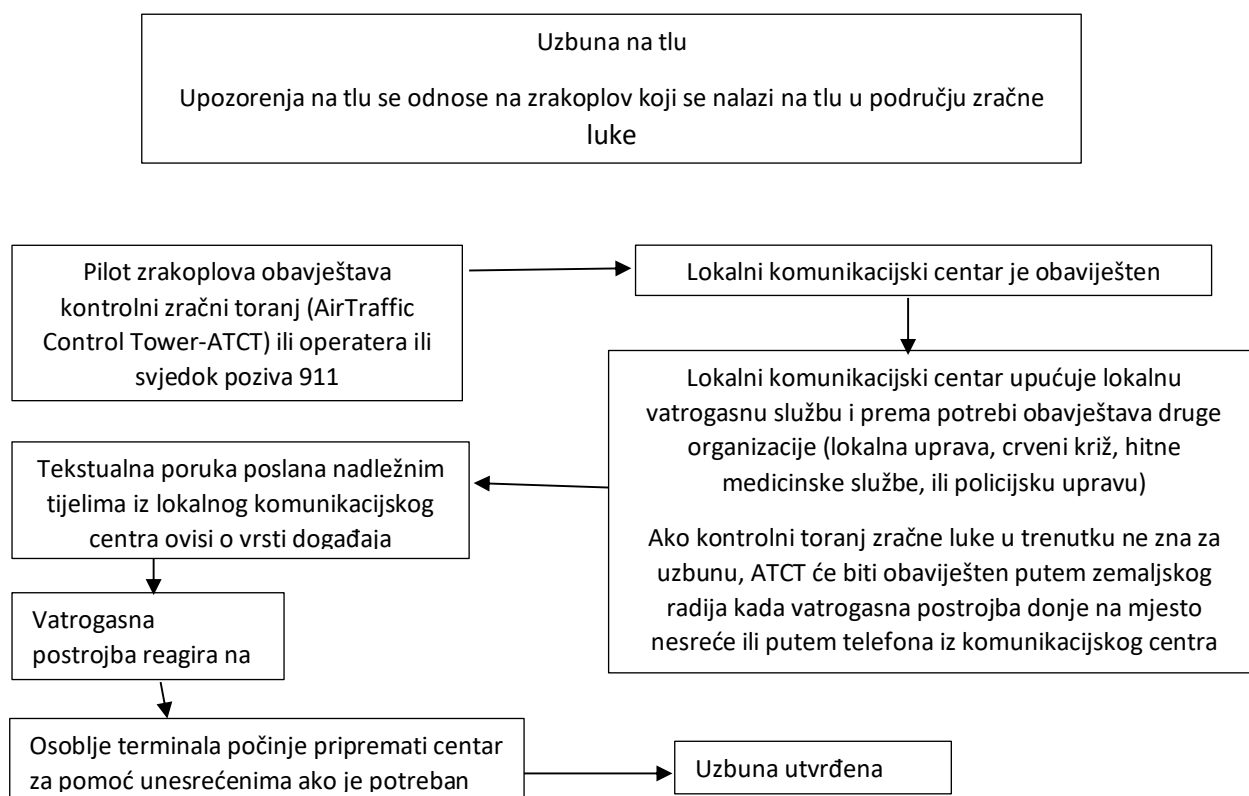 Uzbuna na tlu
Upozorenja na tlu se odnose na zrakoplov koji se nalazi na tlu u području zračne
luke
Pilot zrakoplova obavještava
kontrolni zračni toranj (AirTraffic
Control Tower-ATCT) ili operatera ili
svjedok poziva 911
Lokalni komunikacijski centar je obaviješten
Lokalni komunikacijski centar upućuje lokalnu
vatrogasnu službu i prema potrebi obavještava druge
organizacije (lokalna uprava, crveni križ, hitne
medicinske službe, ili policijsku upravu)
Ako kontrolni toranj zračne luke u trenutku ne zna za
uzbunu, ATCT će biti obaviješten putem zemaljskog
radija kada vatrogasna postrojba donje na mjesto
nesreće ili putem telefona iz komunikacijskog centra
Tekstualna poruka poslana nadležnim
tijelima iz lokalnog komunikacijskog
centra ovisi o vrsti događaja
Vatrogasna
postrojba reagira na
Osoblje terminala počinje pripremati centar
za pomoć unesrećenima ako je potreban
Uzbuna utvrđena